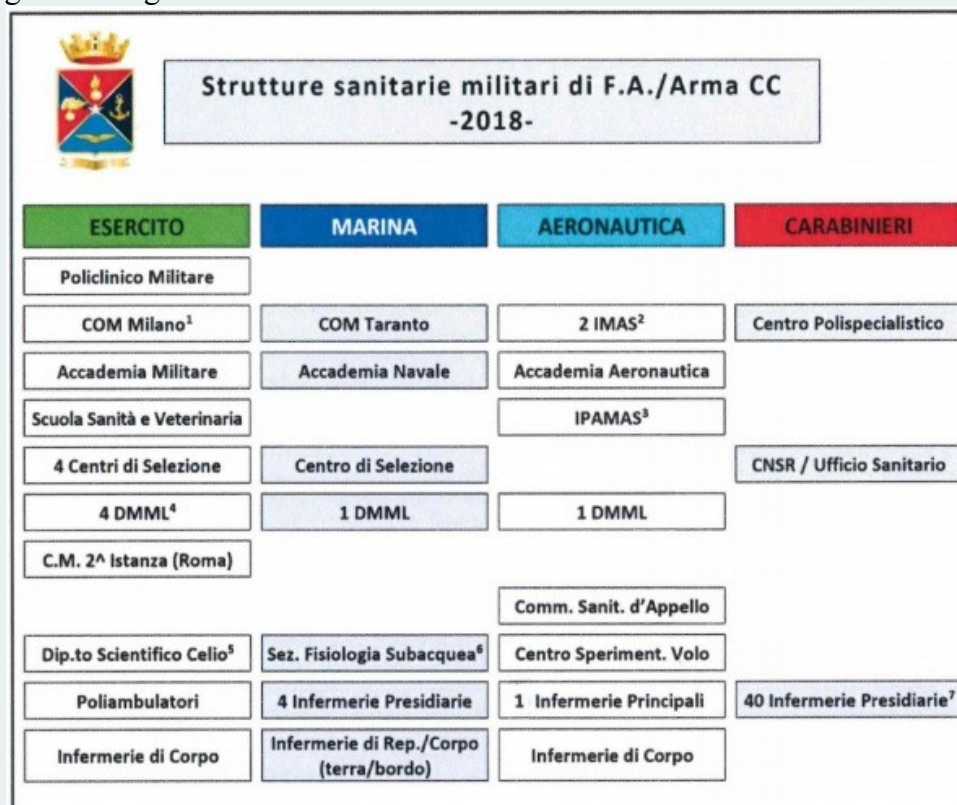 Strutture sanitarie militari di F.A./Arma CC
-2018-
ESERCITO MARINA AERONAUTICA CARABINIERI
Policlinico Militare
COM Milano¹ COM Taranto 2 IMAS² Centro Polispecialistico
Accademia Militare Accademia Navale Accademia Aeronautica
Scuola Sanità e Veterinaria IPAMAS³
4 Centri di Selezione Centro di Selezione CNSR / Ufficio Sanitario
4 DMML⁴ 1 DMML 1 DMML
C.M. 2^ Istanza (Roma)
Comm. Sanit. d'Appello
Dip.to Scientifico Celio⁵ Sez. Fisiologia Subacquea⁶ Centro Speriment. Volo
Poliambulatori 4 Infermerie Presidiarie 1 Infermerie Principali 40 Infermerie Presidiarie⁷
Infermerie di Corpo Infermerie di Rep./Corpo Infermerie di Corpo
(terra/bordo)